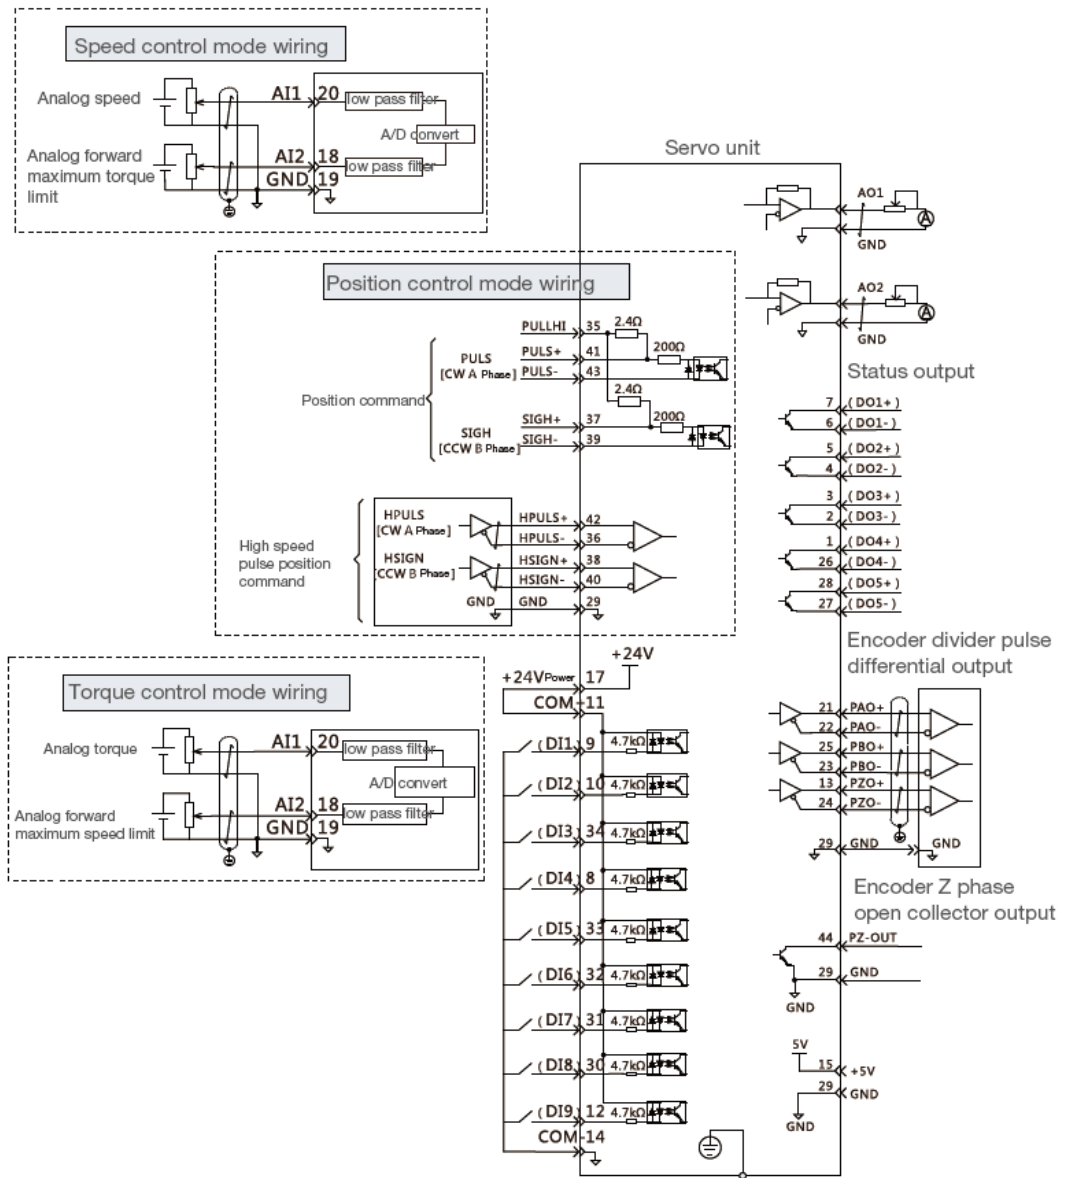 Speed control mode wiring
Analog speed
AI1 20 low pass filter
A/D convert
Analog forward
maximum torque
limit
AI2 18 low pass filter
GND 19
Servo unit
AO1
A
GND
AO2
A
GND
Position control mode wiring
PULLHI 35 2.4Ω
PULS
[CW A Phase]
PULS+ 41 200Ω
PULS- 43
2.4Ω
Position command
SIGH
[CCW B Phase]
SIGH+ 37 200Ω
SIGH- 39
High speed
pulse position
command
HPULS
[CW A Phase]
HPULS+ 42
HPULS- 36
HSIGN
[CCW B Phase]
HSIGN+ 38
HSIGN- 40
GND GND 29
Status output
7 (DO1+)
6 (DO1-)
5 (DO2+)
4 (DO2-)
3 (DO3+)
2 (DO3-)
1 (DO4+)
26 (DO4-)
28 (DO5+)
27 (DO5-)
Torque control mode wiring
Analog torque
AI1 20 low pass filter
A/D convert
Analog forward
maximum speed limit
AI2 18 low pass filter
GND 19
+24V
+24V Power 17
COM-11
(DI1) 9 4.7kΩ
(DI2) 10 4.7kΩ
(DI3) 34 4.7kΩ
(DI4) 8 4.7kΩ
(DI5) 33 4.7kΩ
(DI6) 32 4.7kΩ
(DI7) 31 4.7kΩ
(DI8) 30 4.7kΩ
(DI9) 12 4.7kΩ
COM-14
Encoder divider pulse
differential output
21 PAO+
22 PAO-
25 PBO+
23 PBO-
13 PZO+
24 PZO-
29 GND GND
Encoder Z phase
open collector output
44 PZ-OUT
29 GND
GND
5V
15 +5V
29 GND
GND